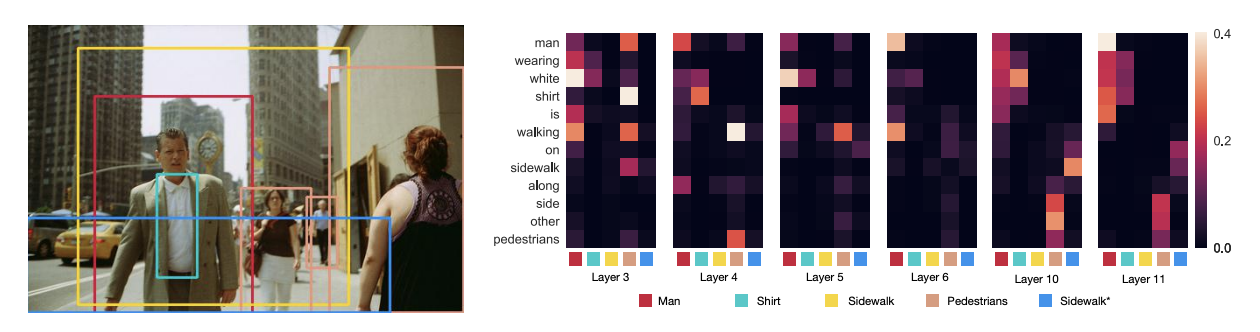 man
wearing
white
shirt
is
walking
on
sidewalk
along
side
other
pedestrians
0.4
0.2
0.0
Layer 3 Layer 4 Layer 5 Layer 6 Layer 10 Layer 11
Man Shirt Sidewalk Pedestrians Sidewalk*